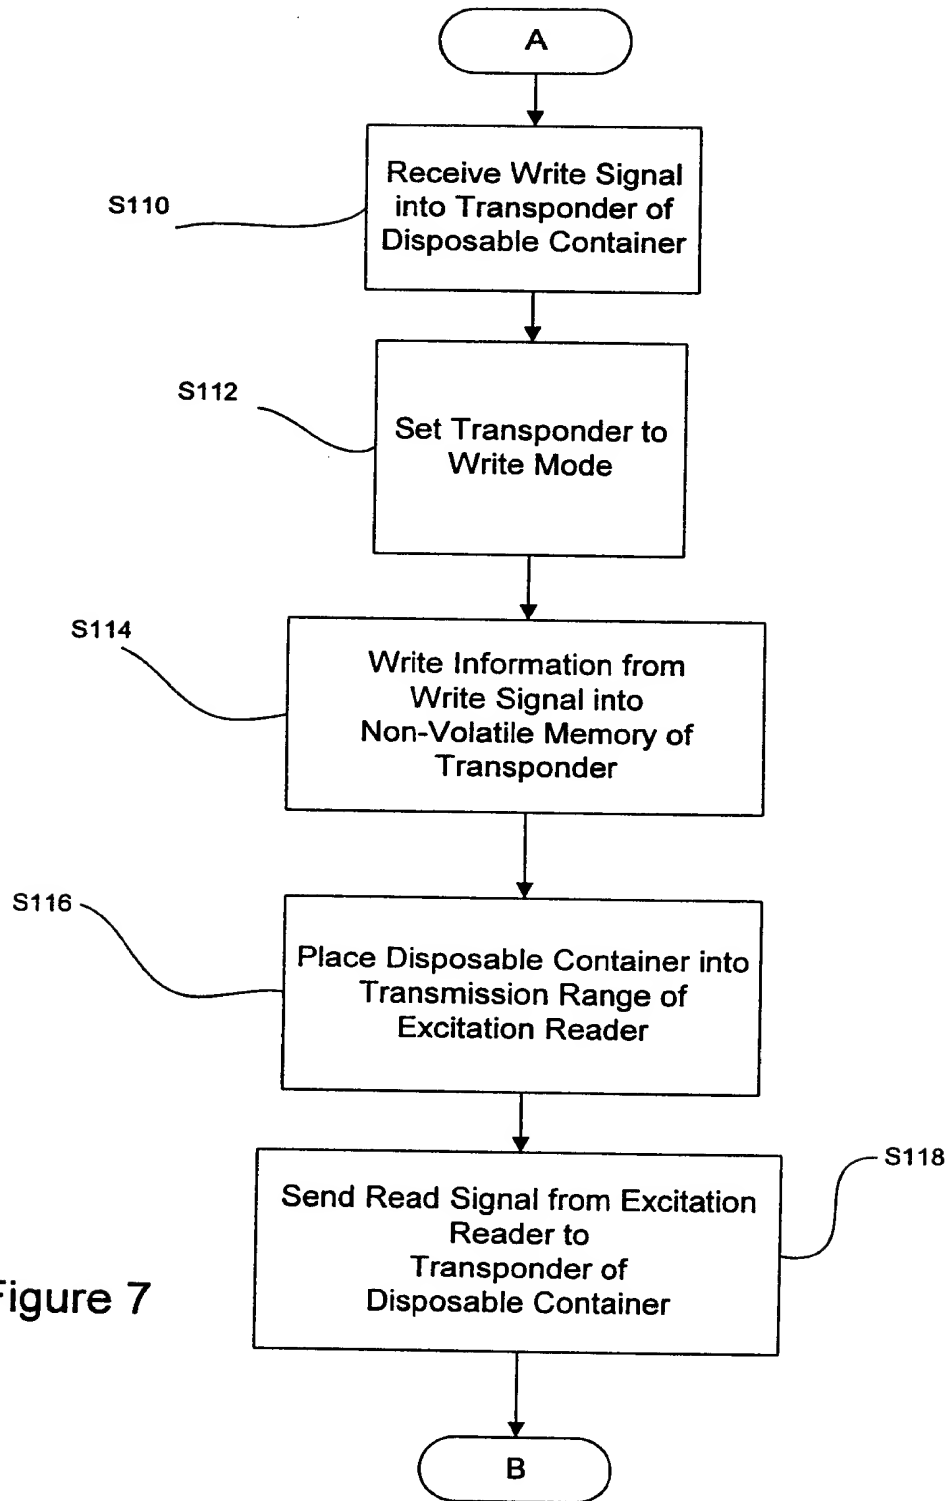 A
S110
Receive Write Signal
into Transponder of
Disposable Container
S112
Set Transponder to
Write Mode
S114
Write Information from
Write Signal into
Non-Volatile Memory of
Transponder
S116
Place Disposable Container into
Transmission Range of
Excitation Reader
S118
Send Read Signal from Excitation
Reader to
Transponder of
Disposable Container
Figure 7
B